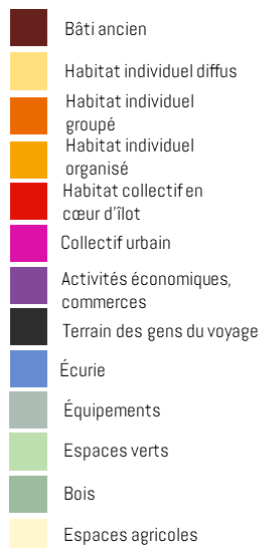 Bâti ancien
Habitat individuel diffus
Habitat individuel
groupé
Habitat individuel
organisé
Habitat collectif en
cœur d'îlot
Collectif urbain
Activités économiques,
commerces
Terrain des gens du voyage
Écurie
Équipements
Espaces verts
Bois
Espaces agricoles